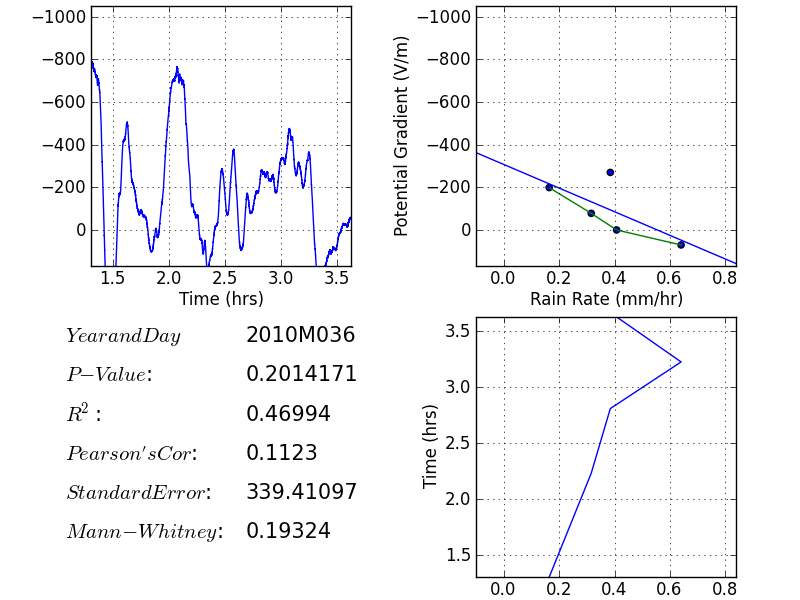 −1000
−800
−600
−400
−200
0
1.5 2.0 2.5 3.0 3.5
Time (hrs)
Potential Gradient (V/m)
−1000
−800
−600
−400
−200
0
0.0 0.2 0.4 0.6 0.8
Rain Rate (mm/hr)
YearandDay 2010M036
P−Value: 0.2014171
R² : 0.46994
Pearson'sCor: 0.1123
StandardError: 339.41097
Mann−Whitney: 0.19324
Time (hrs)
3.5
3.0
2.5
2.0
1.5
0.0 0.2 0.4 0.6 0.8